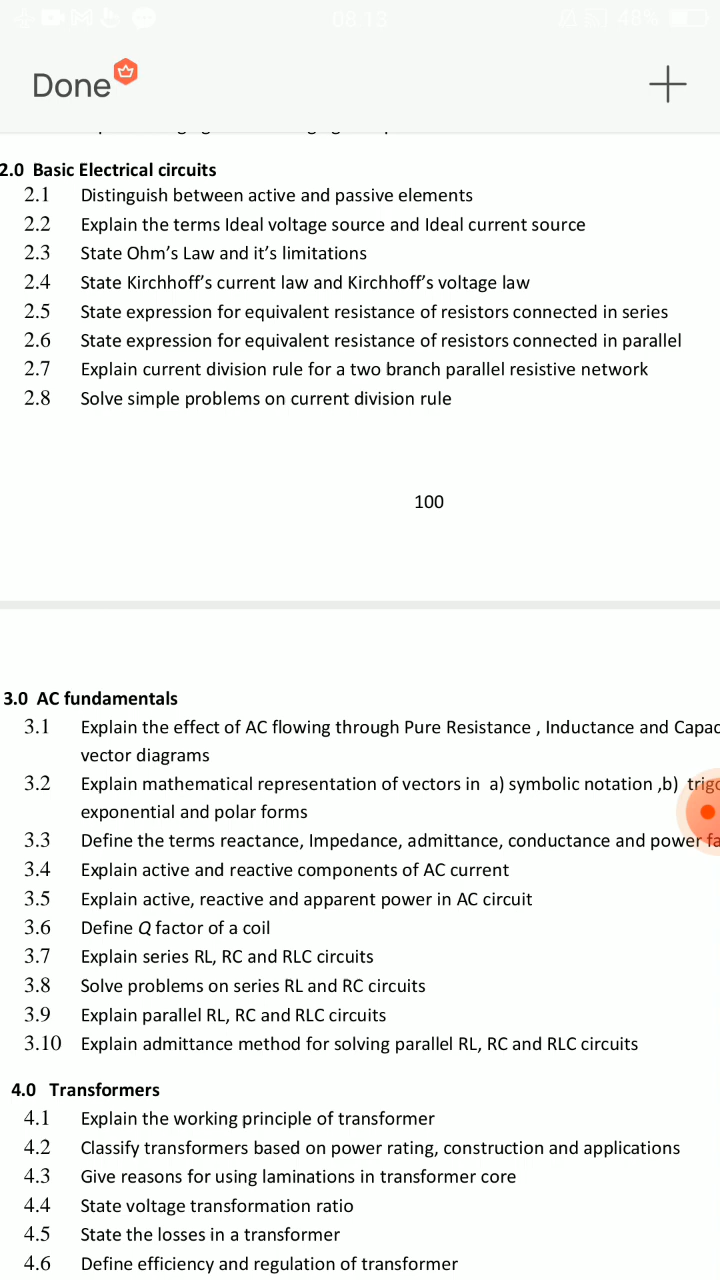 08:13
48%
Done
2.0 Basic Electrical circuits
2.1 Distinguish between active and passive elements
2.2 Explain the terms Ideal voltage source and Ideal current source
2.3 State Ohm's Law and it's limitations
2.4 State Kirchhoff's current law and Kirchhoff's voltage law
2.5 State expression for equivalent resistance of resistors connected in series
2.6 State expression for equivalent resistance of resistors connected in parallel
2.7 Explain current division rule for a two branch parallel resistive network
2.8 Solve simple problems on current division rule
100
3.0 AC fundamentals
3.1 Explain the effect of AC flowing through Pure Resistance , Inductance and Capac
vector diagrams
3.2 Explain mathematical representation of vectors in a) symbolic notation ,b) trigo
exponential and polar forms
3.3 Define the terms reactance, Impedance, admittance, conductance and power fa
3.4 Explain active and reactive components of AC current
3.5 Explain active, reactive and apparent power in AC circuit
3.6 Define Q factor of a coil
3.7 Explain series RL, RC and RLC circuits
3.8 Solve problems on series RL and RC circuits
3.9 Explain parallel RL, RC and RLC circuits
3.10 Explain admittance method for solving parallel RL, RC and RLC circuits
4.0 Transformers
4.1 Explain the working principle of transformer
4.2 Classify transformers based on power rating, construction and applications
4.3 Give reasons for using laminations in transformer core
4.4 State voltage transformation ratio
4.5 State the losses in a transformer
4.6 Define efficiency and regulation of transformer